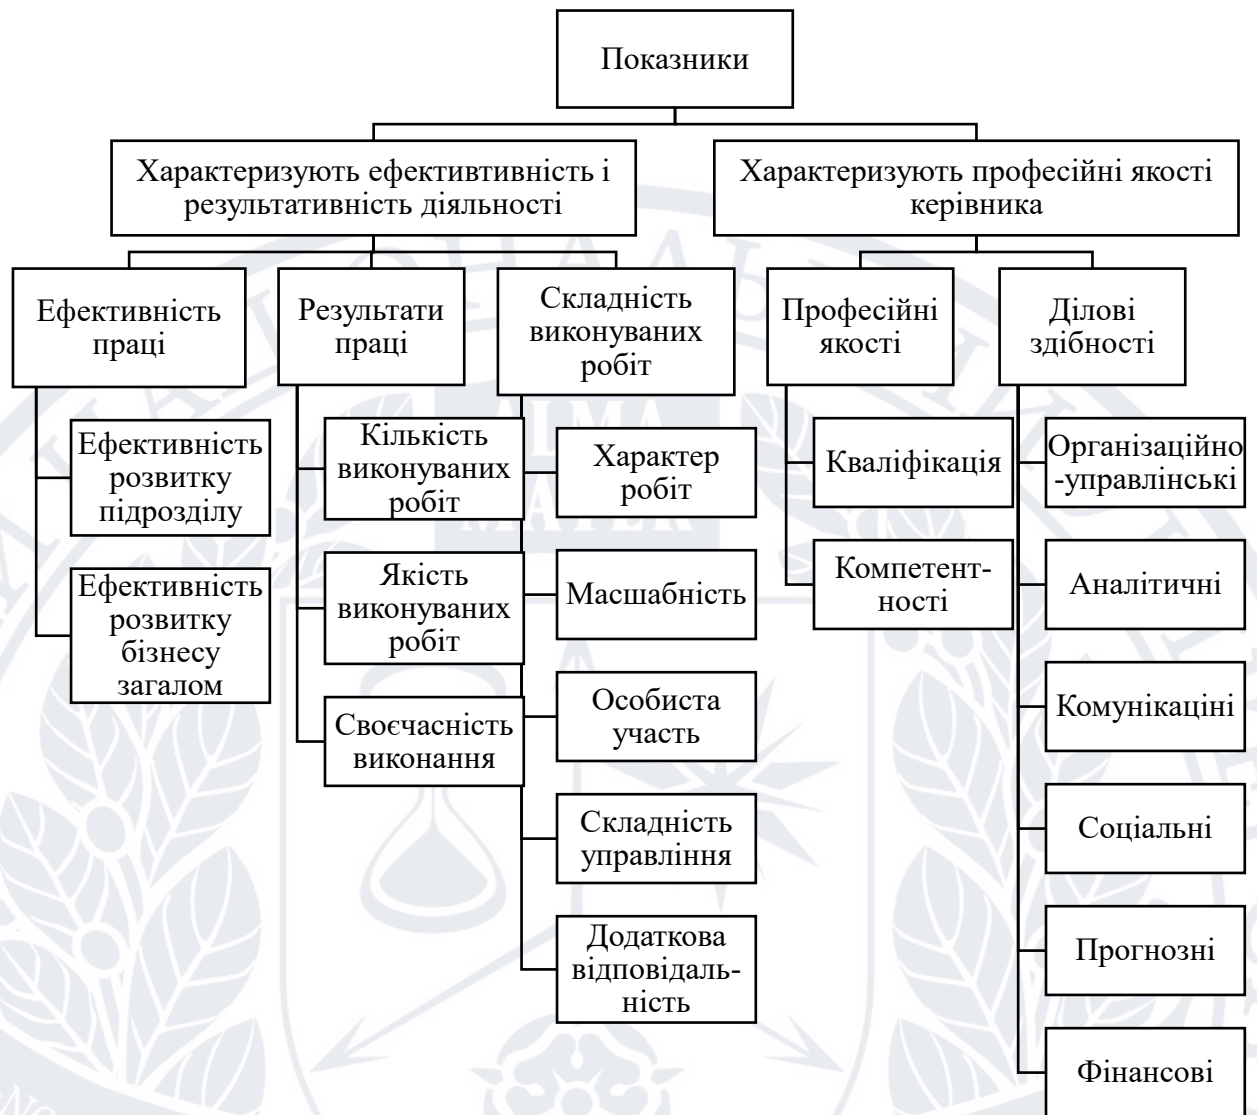 Показники
Характеризують ефективтивність і
результативність діяльності
Характеризують професійні якості
керівника
Ефективність
праці
Результати
праці
Складність
виконуваних
робіт
Професійні
якості
Ділові
здібності
Ефективність
розвитку
підрозділу
Ефективність
розвитку
бізнесу
загалом
Кількість
виконуваних
робіт
Якість
виконуваних
робіт
Своєчасність
виконання
Характер
робіт
Масшабність
Особиста
участь
Складність
управління
Додаткова
відповідаль-
ність
Кваліфікація
Компетент-
ності
Організаційно
-управлінські
Аналітичні
Комунікаціні
Соціальні
Прогнозні
Фінансові
ALMA
MATER